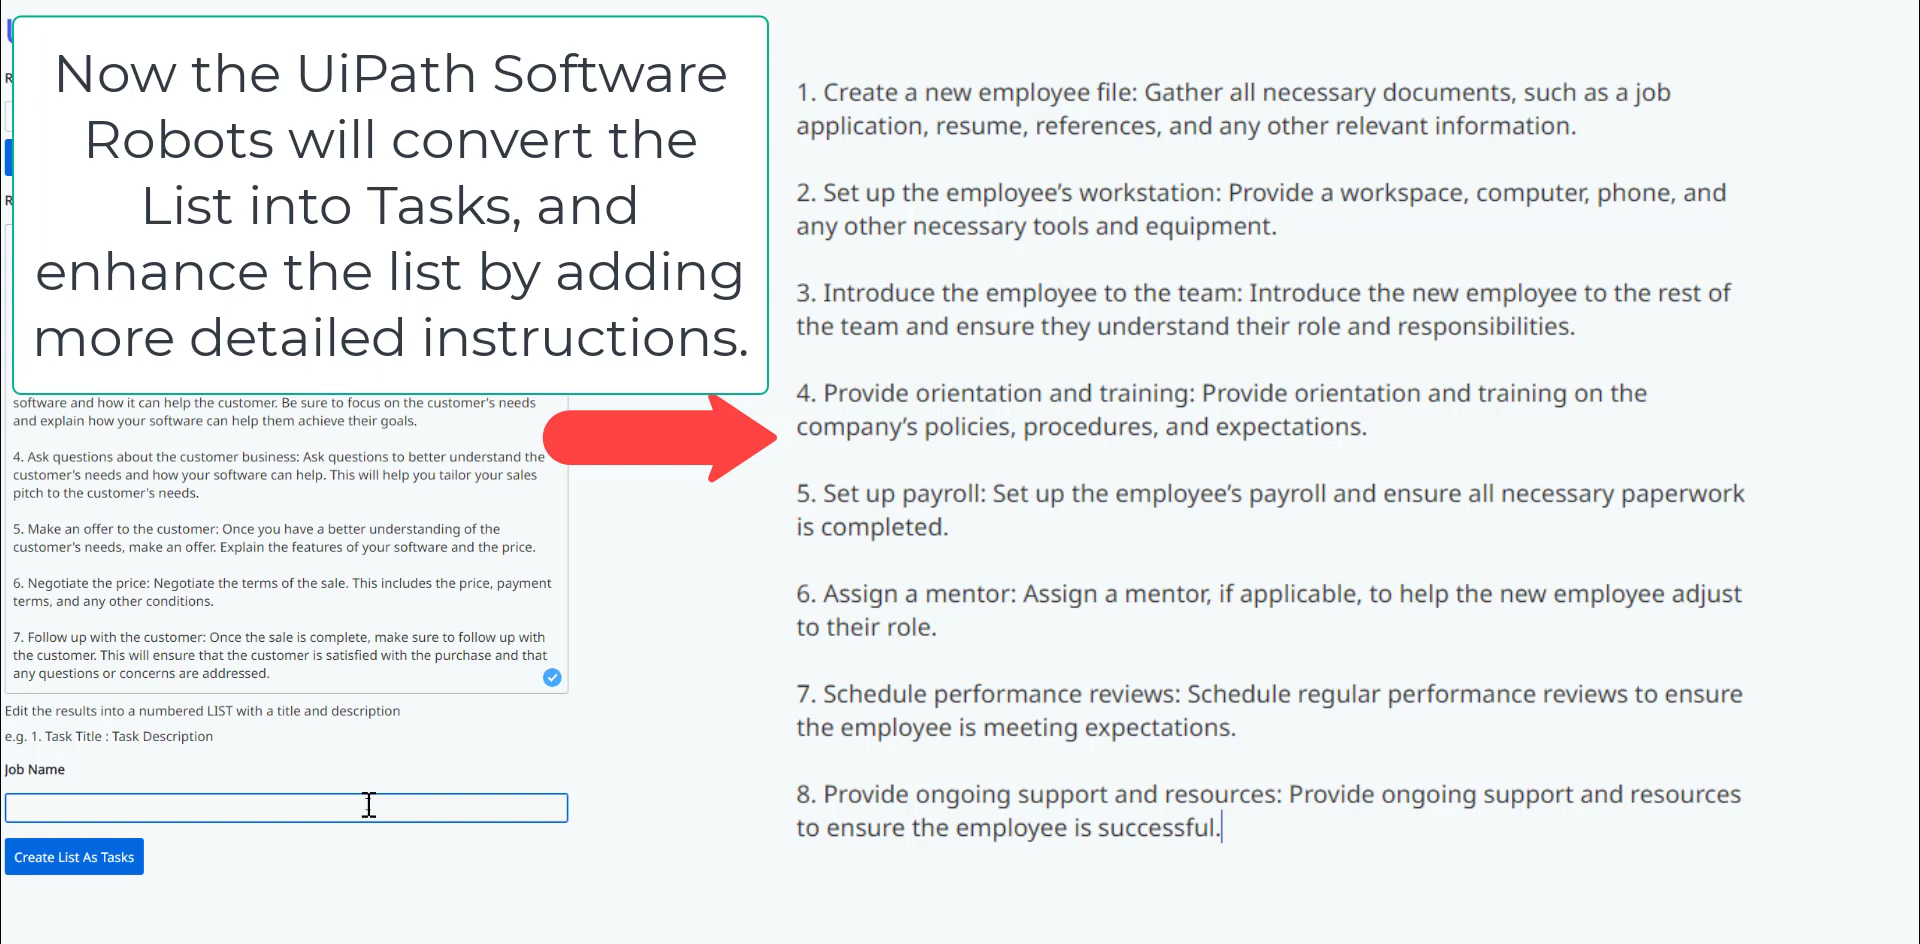 Now the UiPath Software
Robots will convert the
List into Tasks, and
enhance the list by adding
more detailed instructions.
R
R
software and how it can help the customer. Be sure to focus on the customer's needs
and explain how your software can help them achieve their goals.
4. Ask questions about the customer business: Ask questions to better understand the
customer's needs and how your software can help. This will help you tailor your sales
pitch to the customer's needs.
5. Make an offer to the customer: Once you have a better understanding of the
customer's needs, make an offer. Explain the features of your software and the price.
6. Negotiate the price: Negotiate the terms of the sale. This includes the price, payment
terms, and any other conditions.
7. Follow up with the customer: Once the sale is complete, make sure to follow up with
the customer. This will ensure that the customer is satisfied with the purchase and that
any questions or concerns are addressed.
Edit the results into a numbered LIST with a title and description
e.g. 1. Task Title : Task Description
Job Name
Create List As Tasks
1. Create a new employee file: Gather all necessary documents, such as a job
application, resume, references, and any other relevant information.
2. Set up the employee’s workstation: Provide a workspace, computer, phone, and
any other necessary tools and equipment.
3. Introduce the employee to the team: Introduce the new employee to the rest of
the team and ensure they understand their role and responsibilities.
4. Provide orientation and training: Provide orientation and training on the
company’s policies, procedures, and expectations.
5. Set up payroll: Set up the employee’s payroll and ensure all necessary paperwork
is completed.
6. Assign a mentor: Assign a mentor, if applicable, to help the new employee adjust
to their role.
7. Schedule performance reviews: Schedule regular performance reviews to ensure
the employee is meeting expectations.
8. Provide ongoing support and resources: Provide ongoing support and resources
to ensure the employee is successful.